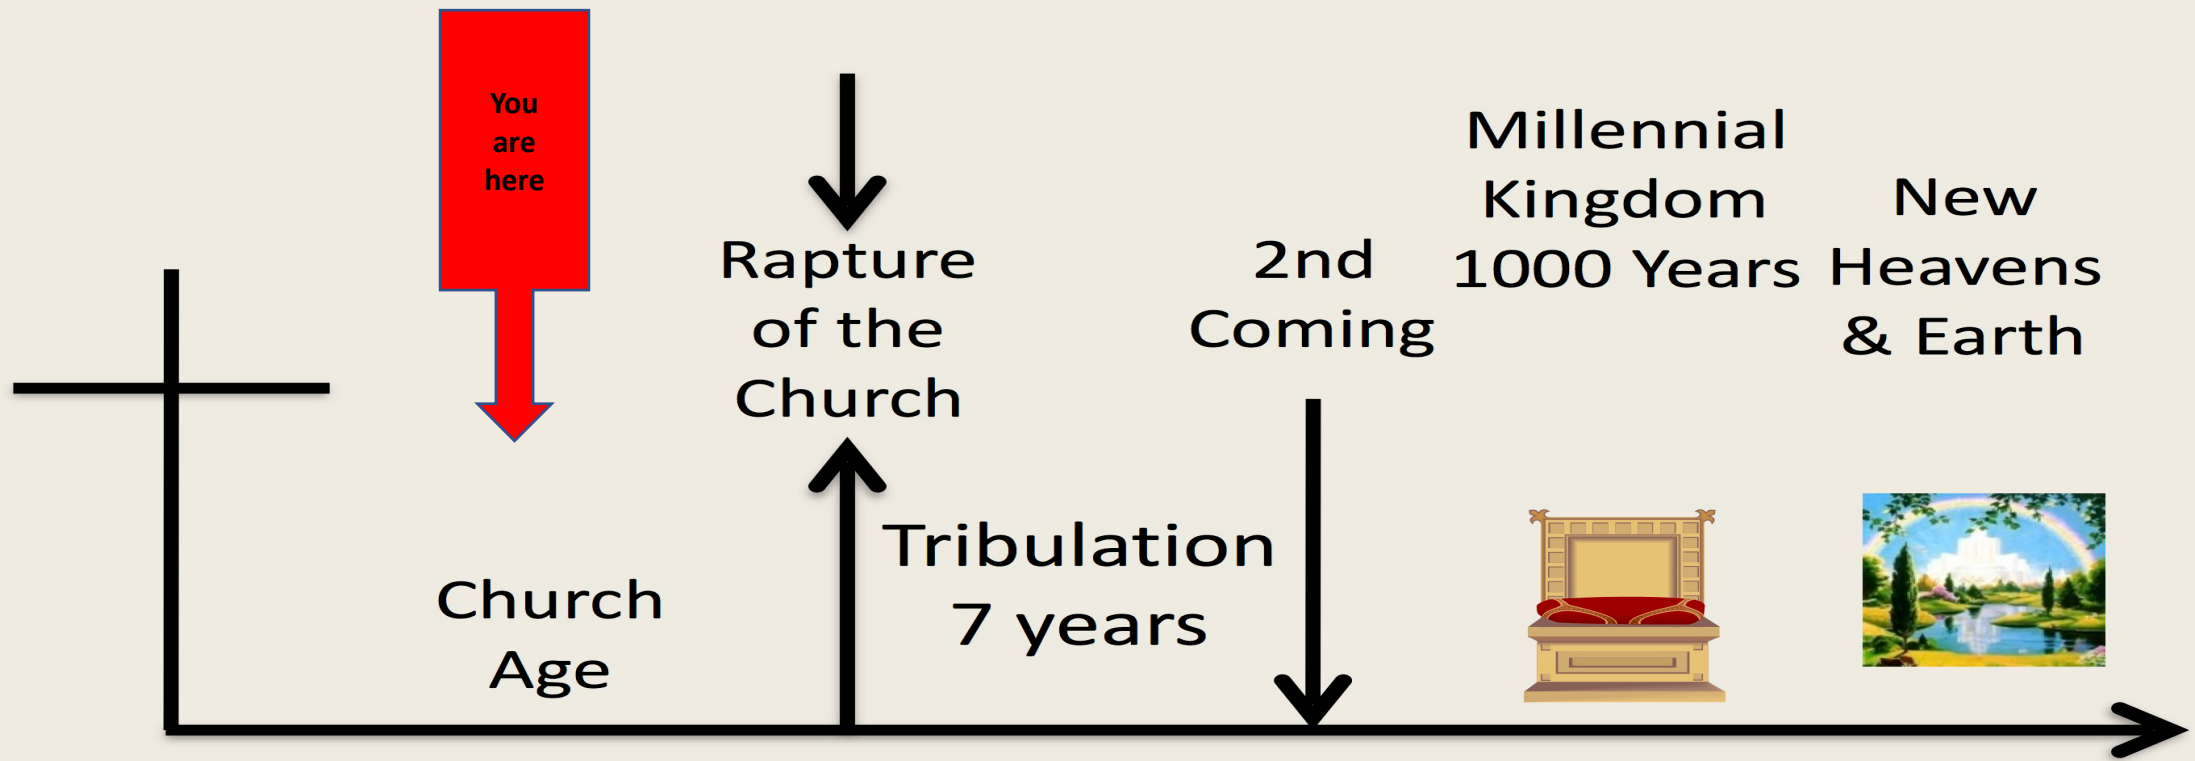 You
are
here
Church
Age
Rapture
of the
Church
Tribulation
7 years
2nd
Coming
Millennial
Kingdom
1000 Years
New
Heavens
& Earth